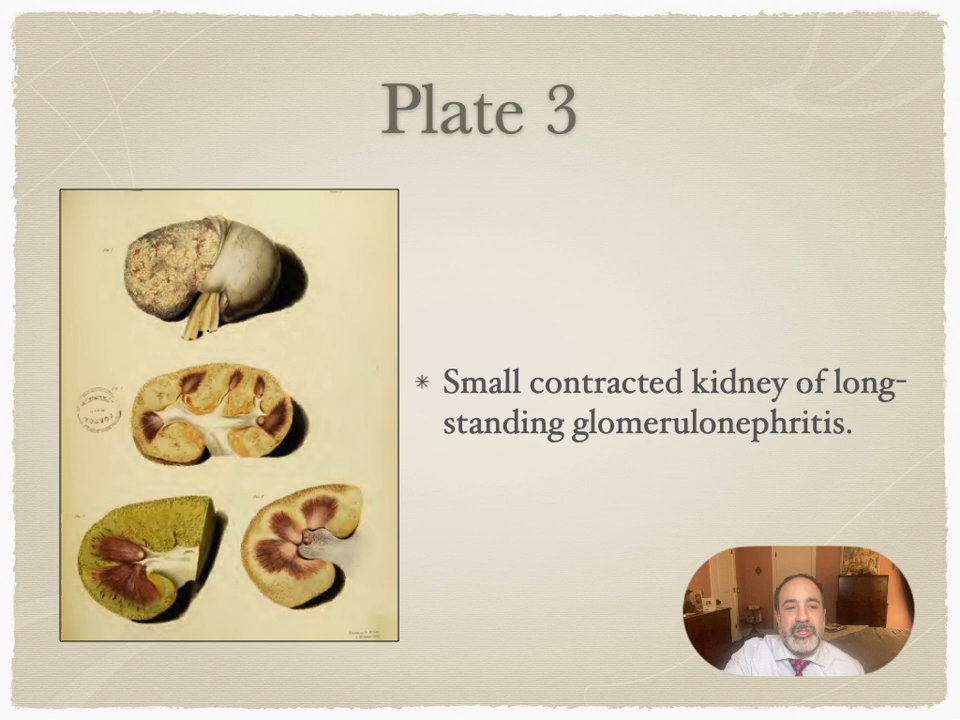 Plate 3
Small contracted kidney of long-
standing glomerulonephritis.